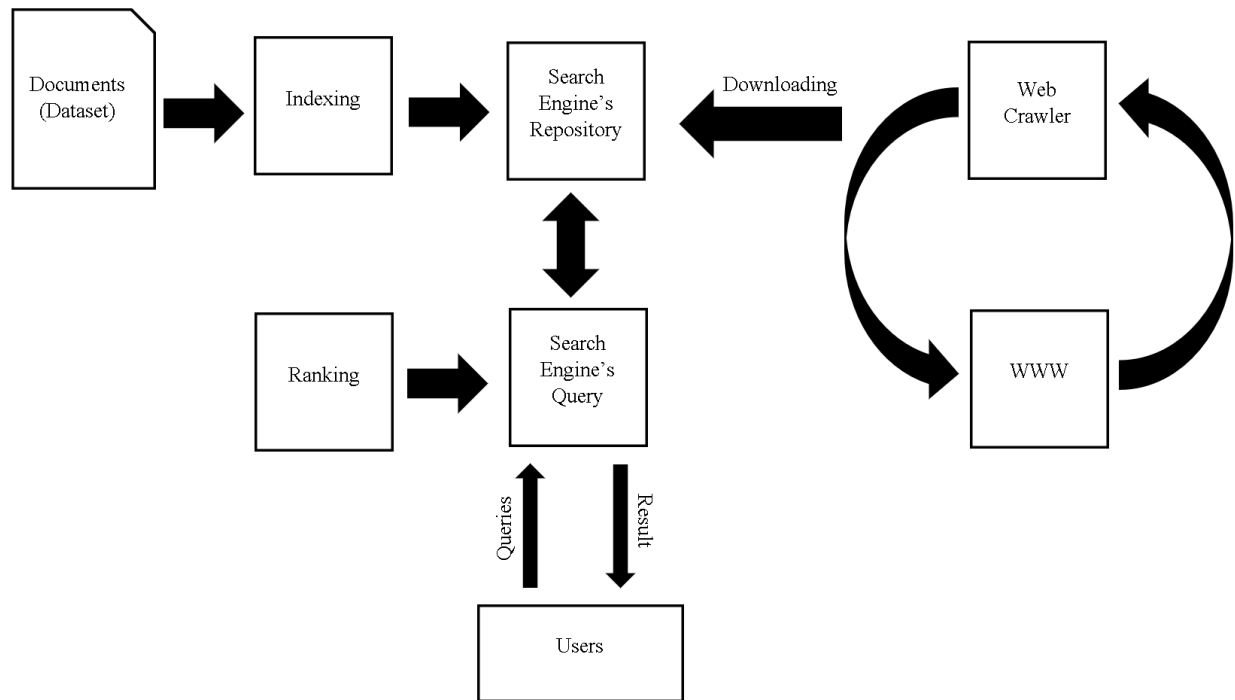 Documents
(Dataset)
Indexing
Search
Engine’s
Repository
Downloading
Web
Crawler
Ranking
Search
Engine’s
Query
WWW
Queries
Result
Users